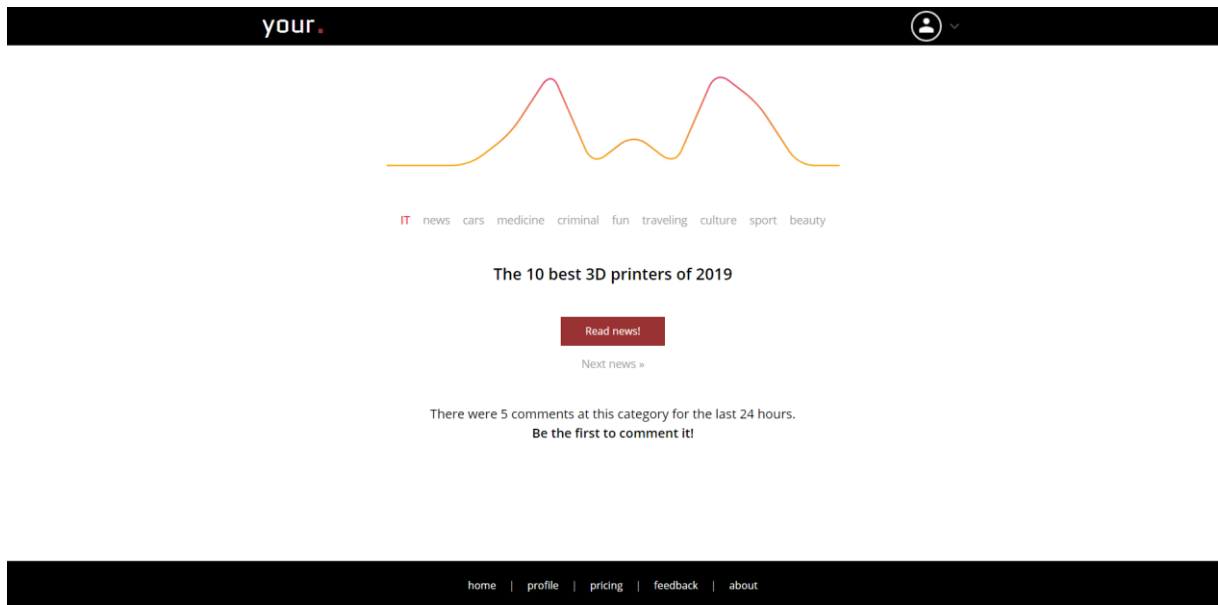 your.
IT news cars medicine criminal fun traveling culture sport beauty
The 10 best 3D printers of 2019
Read news!
Next news »
There were 5 comments at this category for the last 24 hours.
Be the first to comment it!
home | profile | pricing | feedback | about